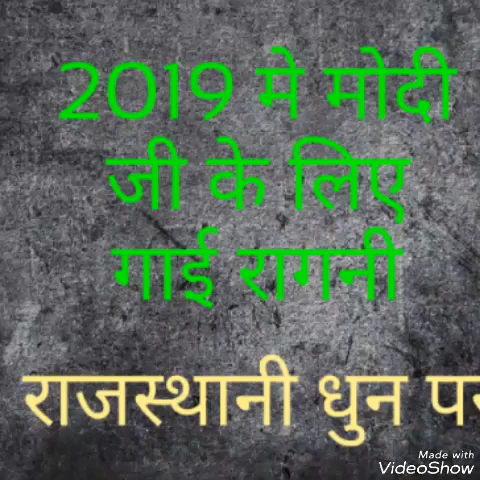 2019 मे मोदी
जी के लिए
गाई रागनी
राजस्थानी धुन
Made with
VideoShow